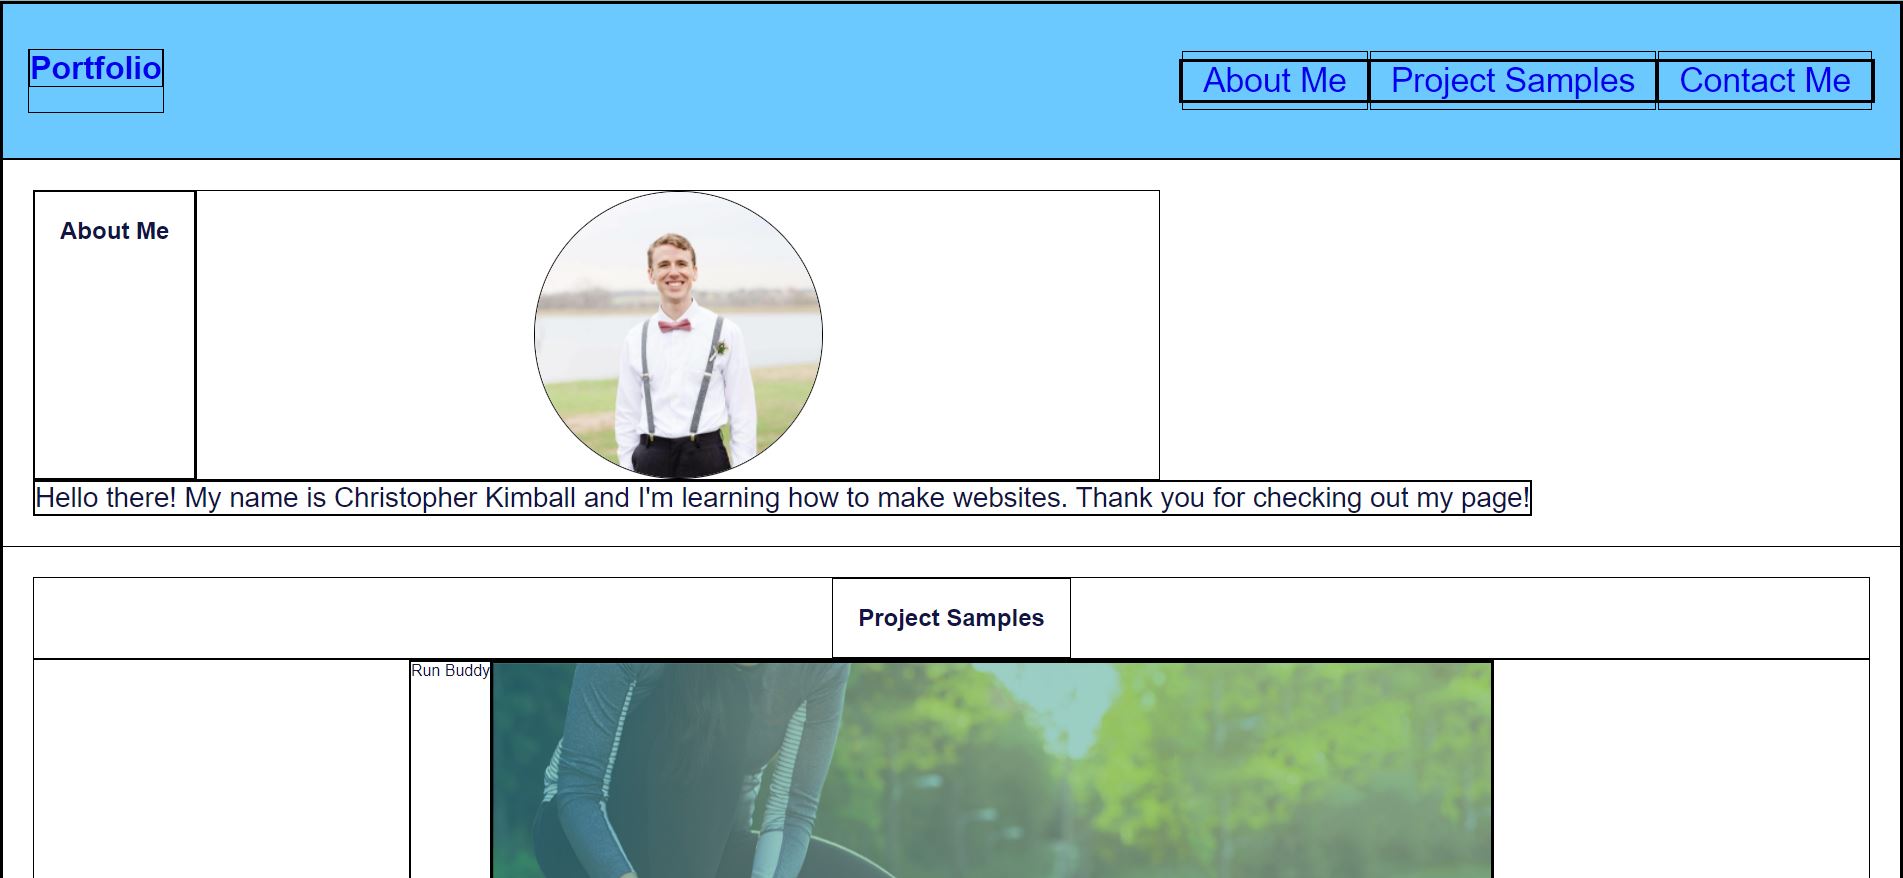 Portfolio
About Me
Project Samples
Contact Me
About Me
Hello there! My name is Christopher Kimball and I'm learning how to make websites. Thank you for checking out my page!
Project Samples
Run Buddy